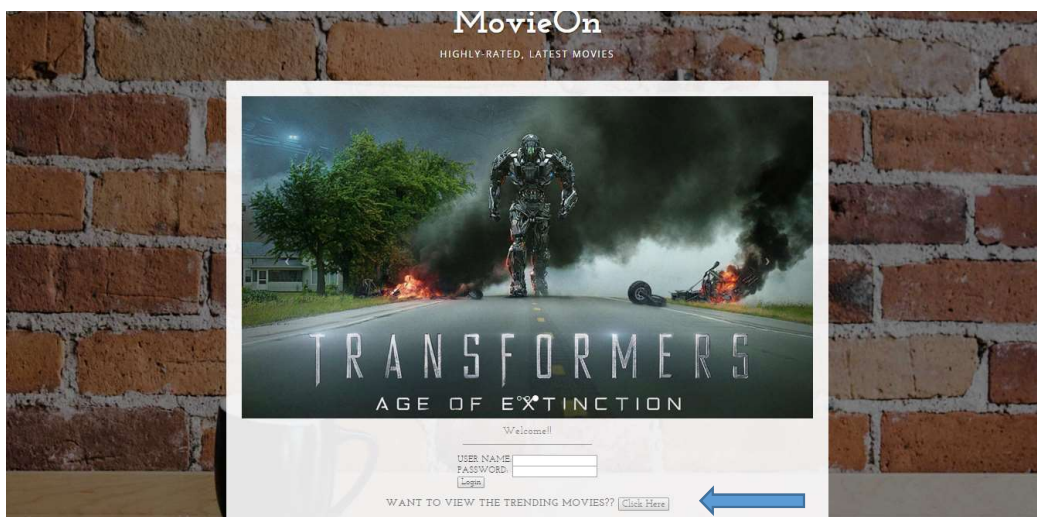 MovieOn
HIGHLY-RATED, LATEST MOVIES
TRANSFORMERS
AGE OF EXTINCTION
Welcome!!
USER NAME:
PASSWORD:
Login
WANT TO VIEW THE TRENDING MOVIES?? Click Here